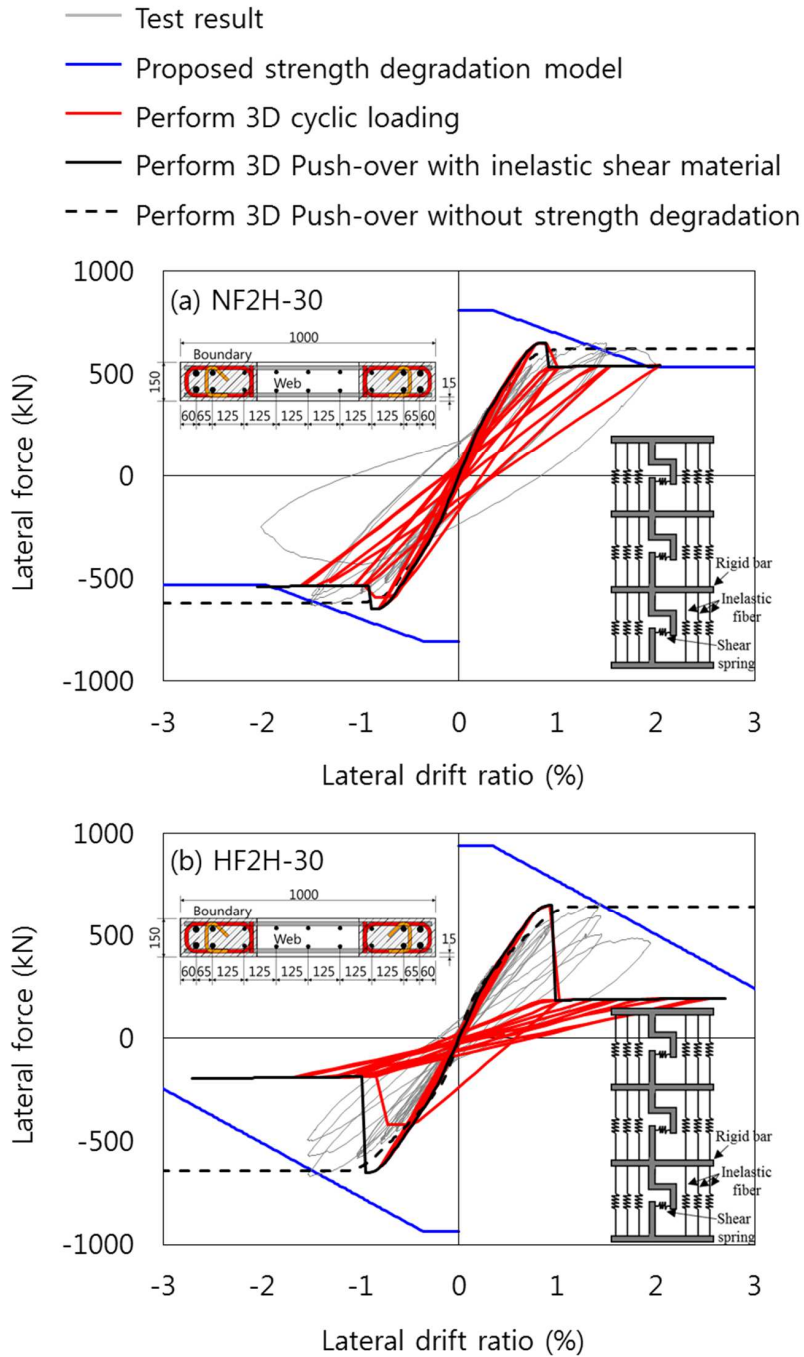 Test result
Proposed strength degradation model
Perform 3D cyclic loading
Perform 3D Push-over with inelastic shear material
Perform 3D Push-over without strength degradation
1000
500
0
-500
-1000
Lateral force (kN)
(a) NF2H-30
1000
Boundary
Web
150
15
60 65 125 125 125 125 125 125 65 60
Rigid bar
Inelastic
fiber
Shear
spring
-3 -2 -1 0 1 2 3
Lateral drift ratio (%)
1000
500
0
-500
-1000
Lateral force (kN)
(b) HF2H-30
1000
Boundary
Web
150
15
60 65 125 125 125 125 125 125 65 60
Rigid bar
Inelastic
fiber
Shear
spring
-3 -2 -1 0 1 2 3
Lateral drift ratio (%)